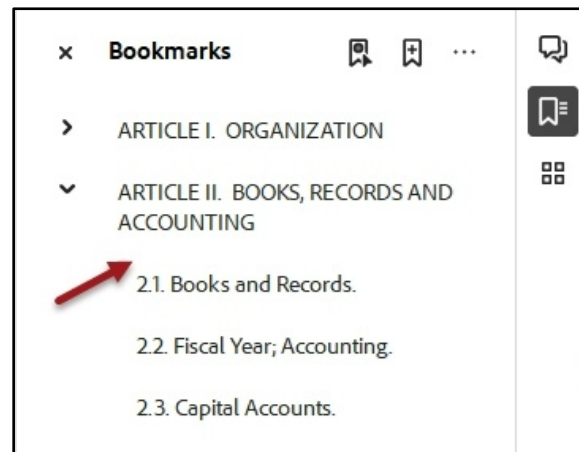 Bookmarks
ARTICLE I. ORGANIZATION
ARTICLE II. BOOKS, RECORDS AND
ACCOUNTING
2.1. Books and Records.
2.2. Fiscal Year; Accounting.
2.3. Capital Accounts.